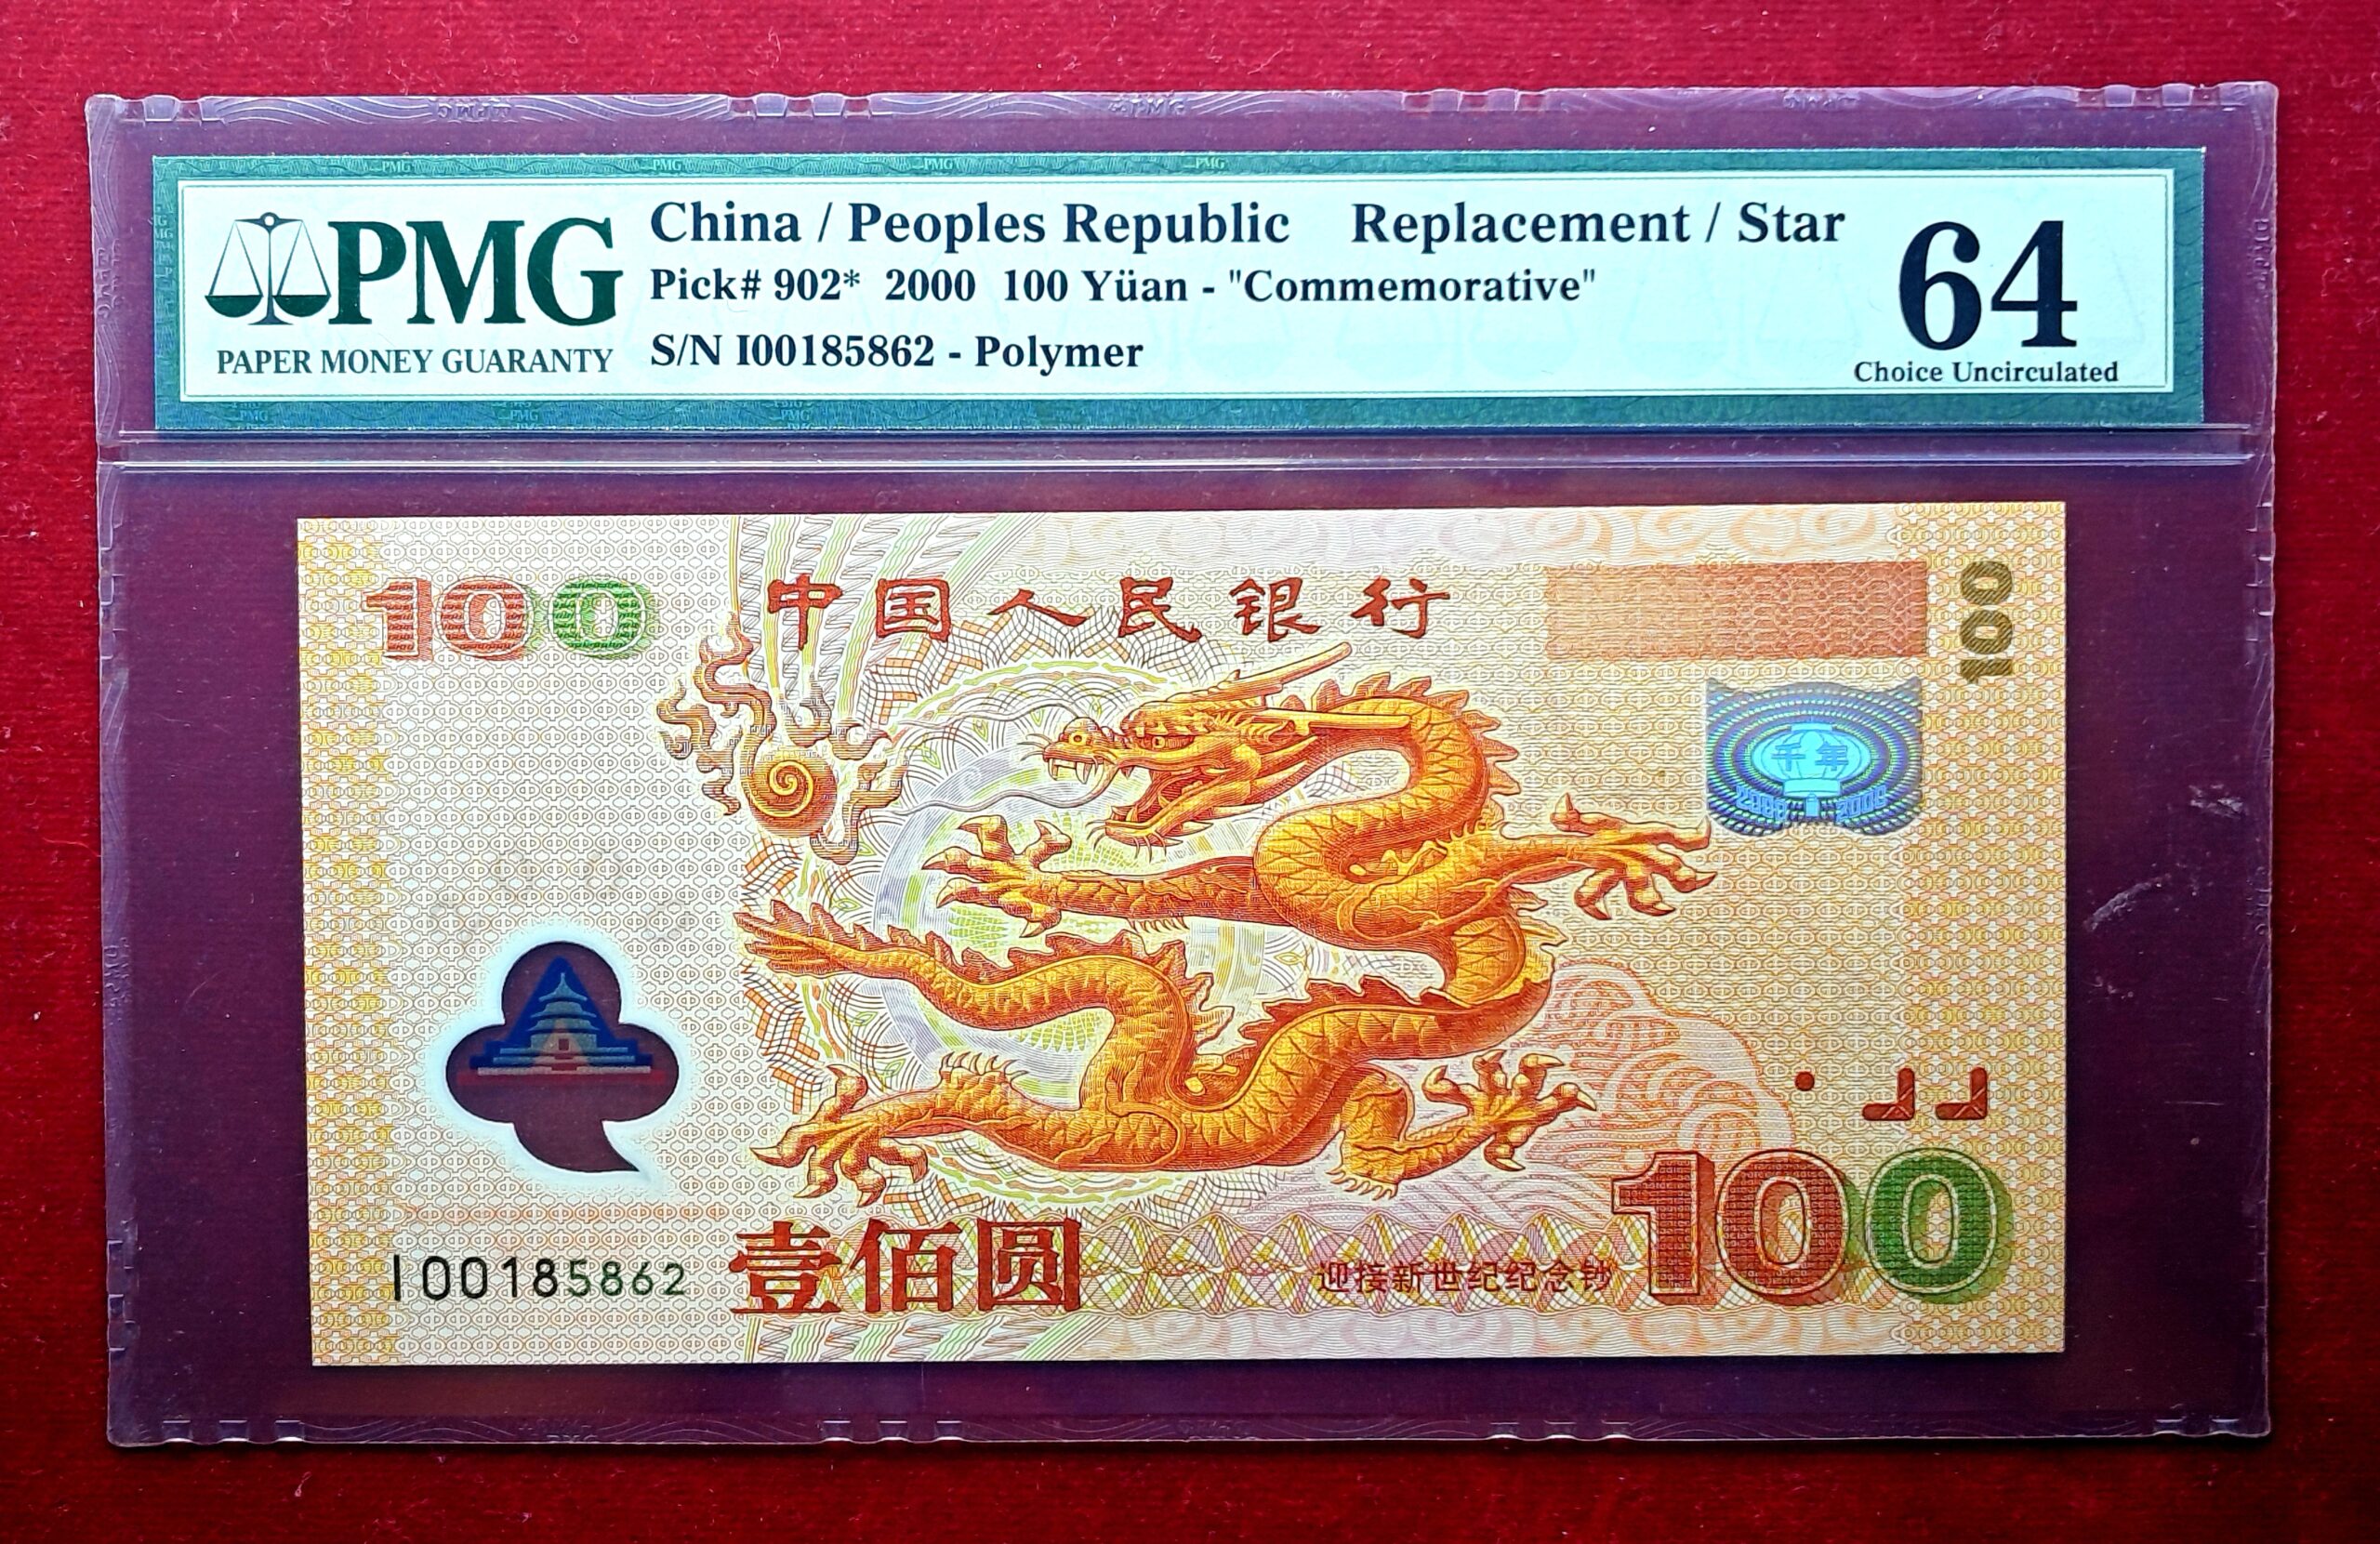 PMG
PAPER MONEY GUARANTY
China / Peoples Republic Replacement / Star
Pick# 902* 2000 100 Yüan - "Commemorative"
S/N I00185862 - Polymer
64
Choice Uncirculated
100
中国人民银行
100
千年
2000 2000
I00185862
壹佰圆
迎接新世纪纪念钞
100